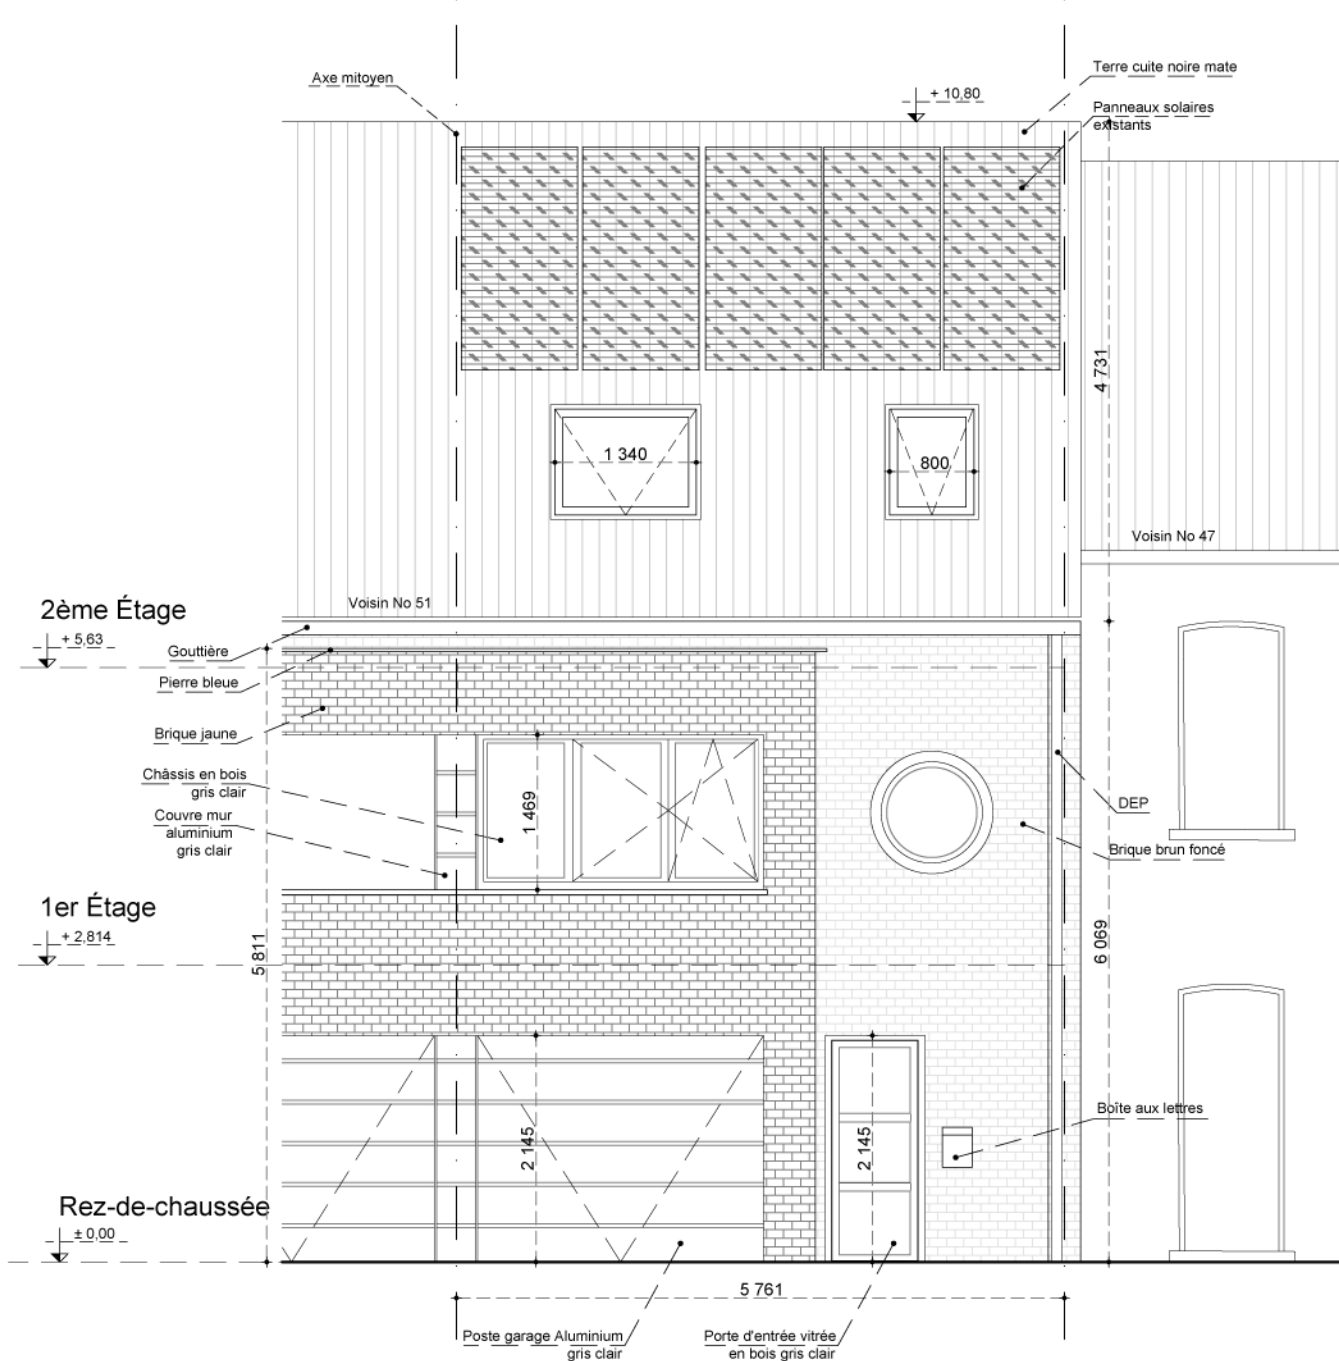 Axe mitoyen
Terre cuite noire mate
+ 10,80
Panneaux solaires
existants
4 731
1 340
800
Voisin No 47
Voisin No 51
2ème Étage
+ 5,63
Gouttière
Pierre bleue
Brique jaune
Châssis en bois
gris clair
Couvre mur
aluminium
gris clair
1 469
DEP
Brique brun foncé
1er Étage
+ 2,814
5 811
6 069
Boîte aux lettres
2 145
2 145
Rez-de-chaussée
± 0,00
5 761
Poste garage Aluminium
gris clair
Porte d'entrée vitrée
en bois gris clair